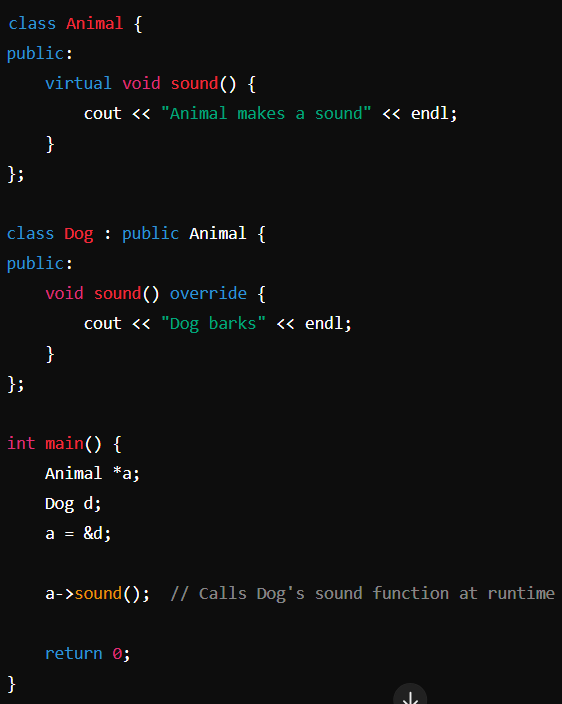 class Animal {
public:
    virtual void sound() {
        cout << "Animal makes a sound" << endl;
    }
};

class Dog : public Animal {
public:
    void sound() override {
        cout << "Dog barks" << endl;
    }
};

int main() {
    Animal *a;
    Dog d;
    a = &d;

    a->sound();  // Calls Dog's sound function at runtime

    return 0;
}